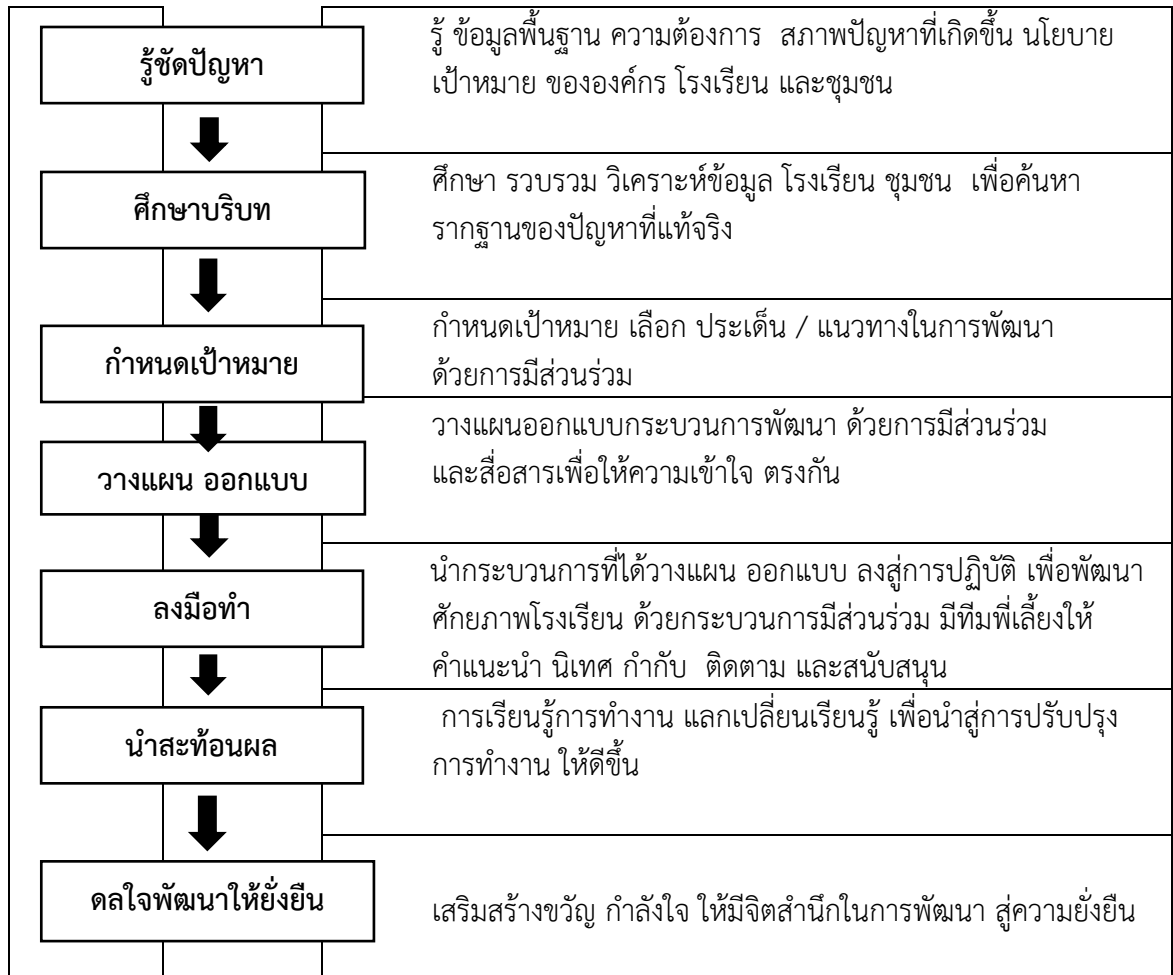 รู้ชัดปัญหา
รู้ ข้อมูลพื้นฐาน ความต้องการ สภาพปัญหาที่เกิดขึ้น นโยบาย
เป้าหมาย ขององค์กร โรงเรียน และชุมชน
ศึกษาบริบท
ศึกษา รวบรวม วิเคราะห์ข้อมูล โรงเรียน ชุมชน เพื่อค้นหา
รากฐานของปัญหาที่แท้จริง
กำหนดเป้าหมาย
กำหนดเป้าหมาย เลือก ประเด็น / แนวทางในการพัฒนา
ด้วยการมีส่วนร่วม
วางแผน ออกแบบ
วางแผนออกแบบกระบวนการพัฒนา ด้วยการมีส่วนร่วม
และสื่อสารเพื่อให้ความเข้าใจ ตรงกัน
ลงมือทำ
นำกระบวนการที่ได้วางแผน ออกแบบ ลงสู่การปฏิบัติ เพื่อพัฒนา
ศักยภาพโรงเรียน ด้วยกระบวนการมีส่วนร่วม มีทีมพี่เลี้ยงให้
คำแนะนำ นิเทศ กำกับ ติดตาม และสนับสนุน
นำสะท้อนผล
การเรียนรู้การทำงาน แลกเปลี่ยนเรียนรู้ เพื่อนำสู่การปรับปรุง
การทำงาน ให้ดีขึ้น
ดลใจพัฒนาให้ยั่งยืน
เสริมสร้างขวัญ กำลังใจ ให้มีจิตสำนึกในการพัฒนา สู่ความยั่งยืน